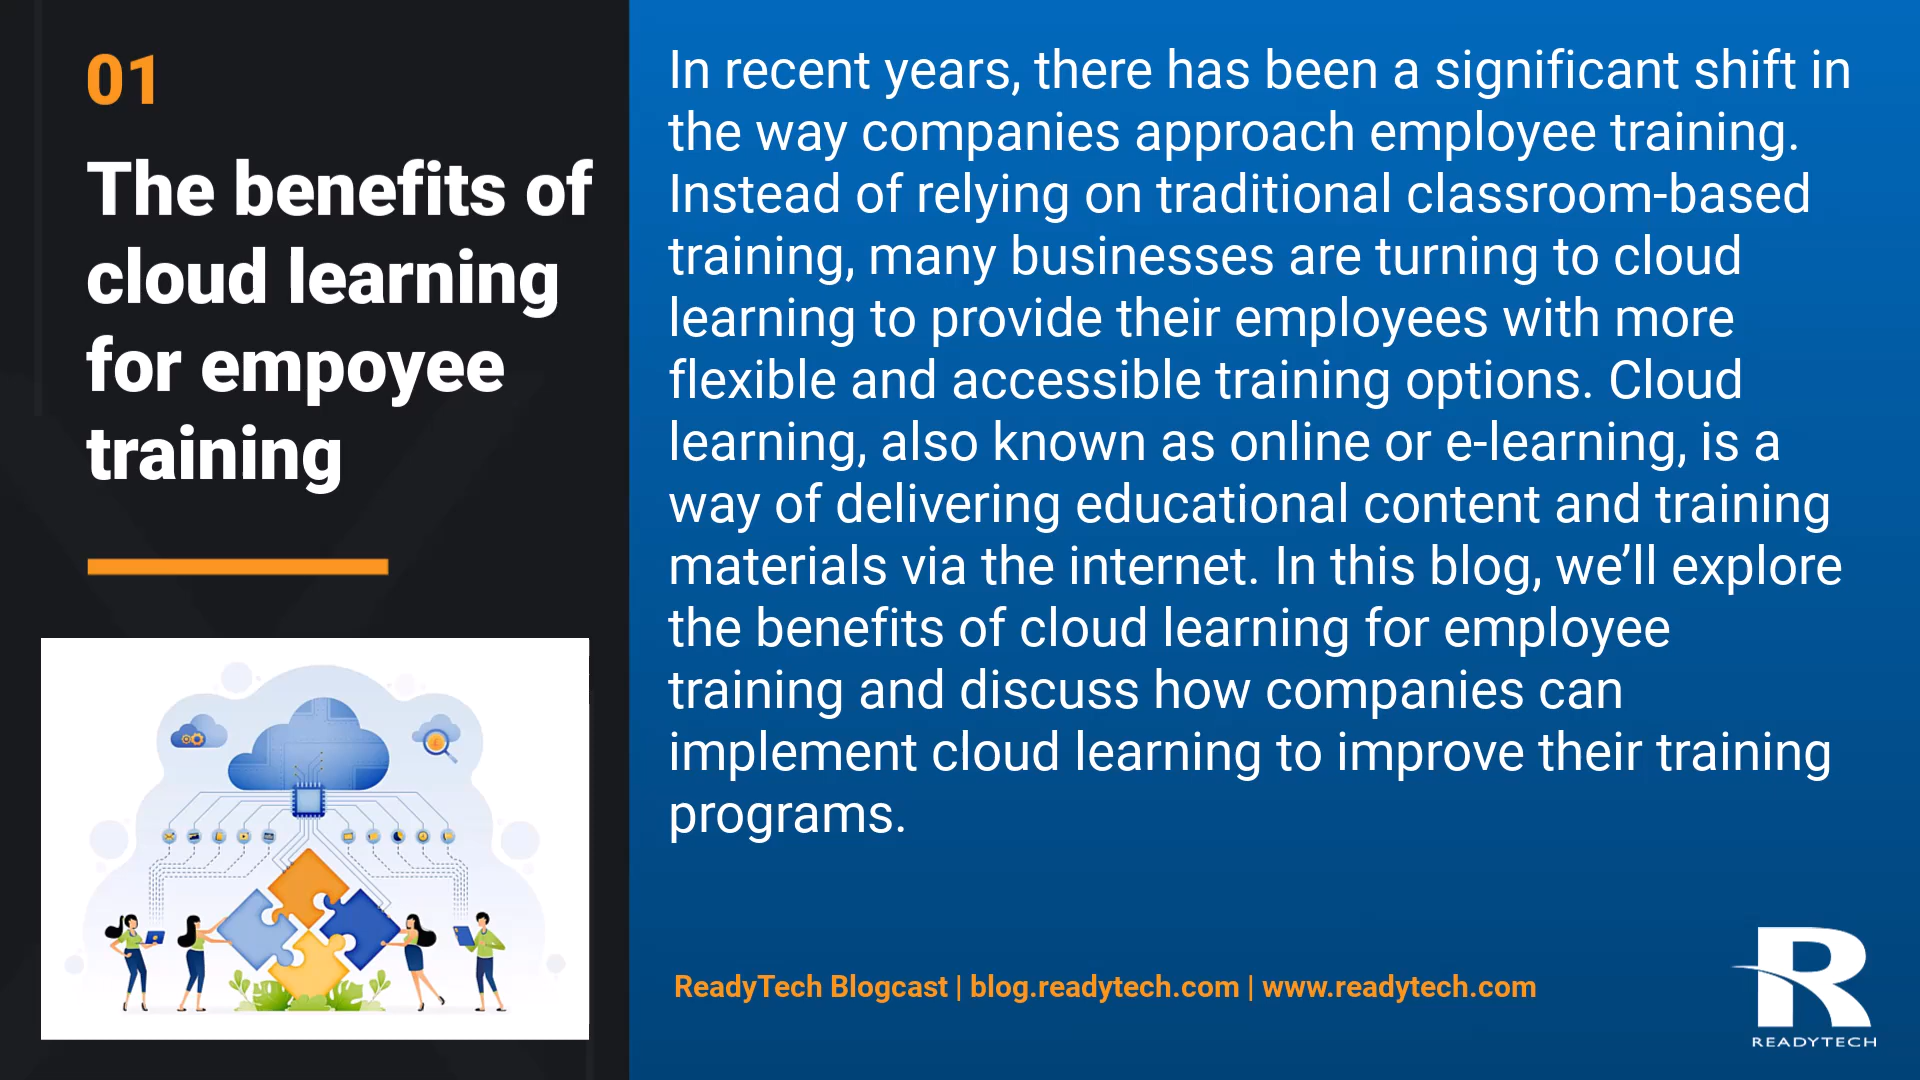 01
The benefits of
cloud learning
for empoyee
training
In recent years, there has been a significant shift in
the way companies approach employee training.
Instead of relying on traditional classroom-based
training, many businesses are turning to cloud
learning to provide their employees with more
flexible and accessible training options. Cloud
learning, also known as online or e-learning, is a
way of delivering educational content and training
materials via the internet. In this blog, we’ll explore
the benefits of cloud learning for employee
training and discuss how companies can
implement cloud learning to improve their training
programs.
ReadyTech Blogcast | blog.readytech.com | www.readytech.com
R
READYTECH